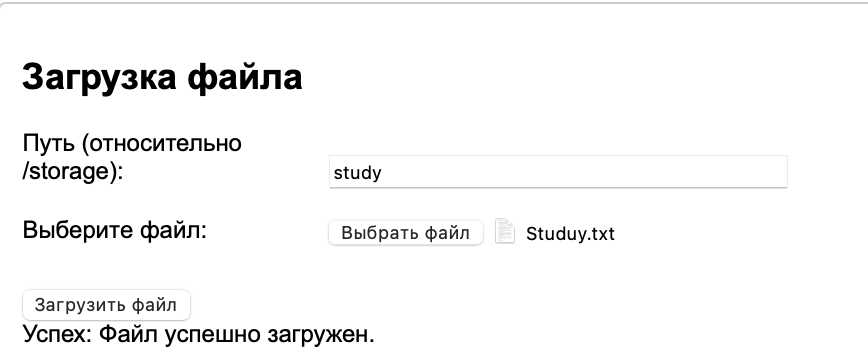 Загрузка файла
Путь (относительно
/storage):
study
Выберите файл:
Выбрать файл
Studuy.txt
Загрузить файл
Успех: Файл успешно загружен.